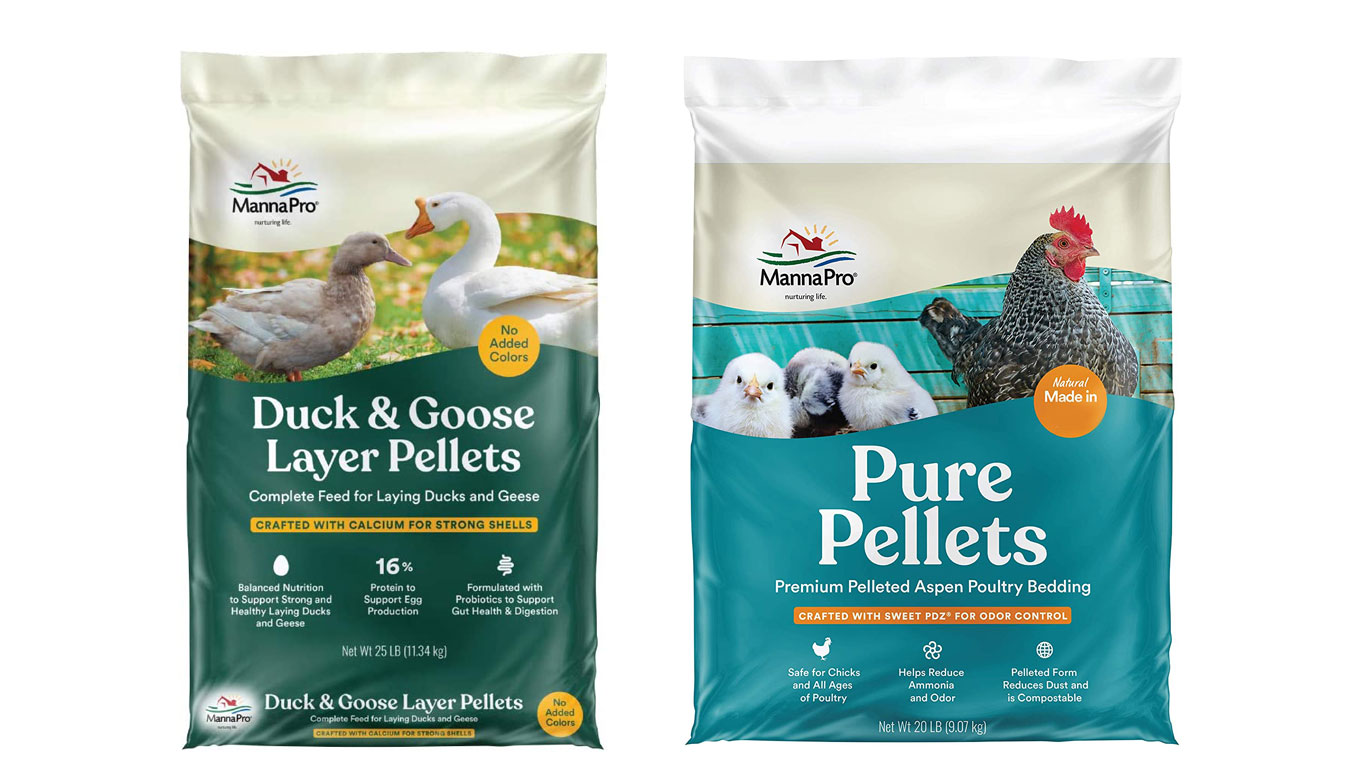 MannaPro®
nurturing life.
No
Added
Colors
Duck & Goose
Layer Pellets
Complete Feed for Laying Ducks and Geese
CRAFTED WITH CALCIUM FOR STRONG SHELLS
Balanced Nutrition
to Support Strong and
Healthy Laying Ducks
and Geese
16%
Protein to
Support Egg
Production
Formulated with
Probiotics to Support
Gut Health & Digestion
Net Wt 25 LB (11.34 kg)
MannaPro®
nurturing life.
Duck & Goose Layer Pellets
Complete Feed for Laying Ducks and Geese
CRAFTED WITH CALCIUM FOR STRONG SHELLS
No
Added
Colors
MannaPro®
nurturing life.
Natural
Made in
Pure
Pellets
Premium Pelleted Aspen Poultry Bedding
CRAFTED WITH SWEET PDZ® FOR ODOR CONTROL
Safe for Chicks
and All Ages
of Poultry
Helps Reduce
Ammonia
and Odor
Pelleted Form
Reduces Dust and
is Compostable
Net Wt 20 LB (9.07 kg)